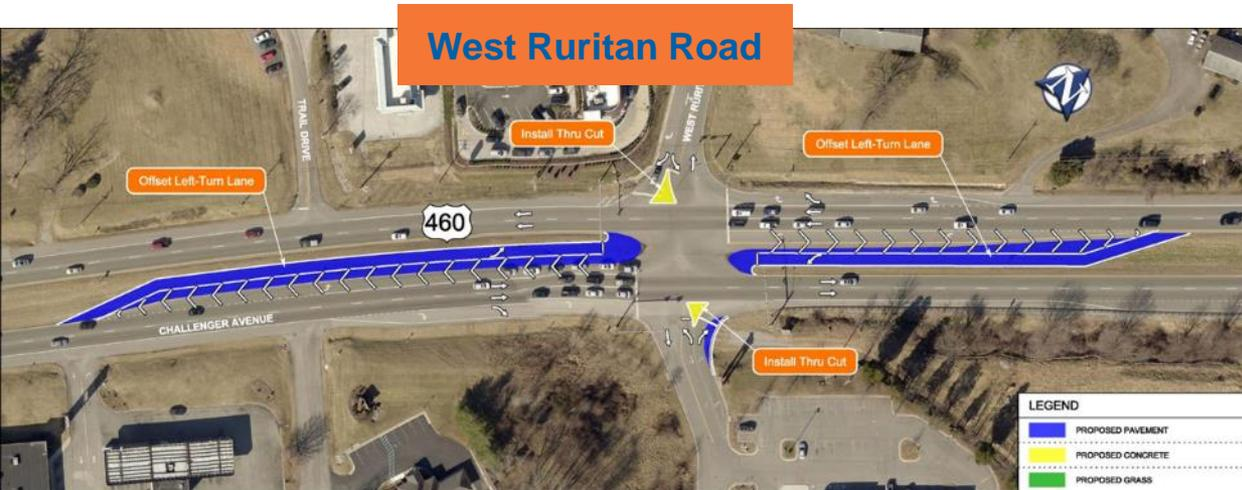 West Ruritan Road
TRAIL DRIVE
Install Thru Cut
WEST RURI
Offset Left-Turn Lane
Offset Left-Turn Lane
460
CHALLENGER AVENUE
Install Thru Cut
LEGEND
PROPOSED PAVEMENT
PROPOSED CONCRETE
PROPOSED GRASS